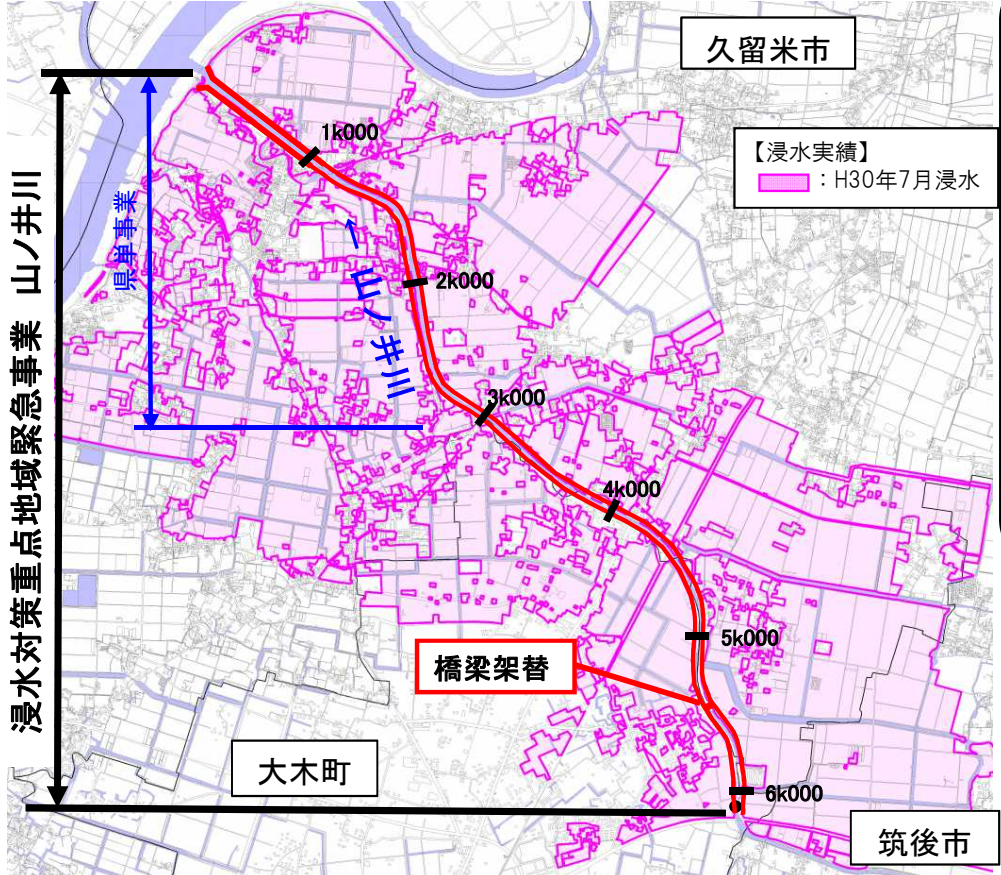 久留米市
【浸水実績】
：H30年7月浸水
浸水対策重点地域緊急事業 山ノ井川
県単事業
1k000
←山ノ井川
2k000
3k000
4k000
5k000
橋梁架替
大木町
6k000
筑後市